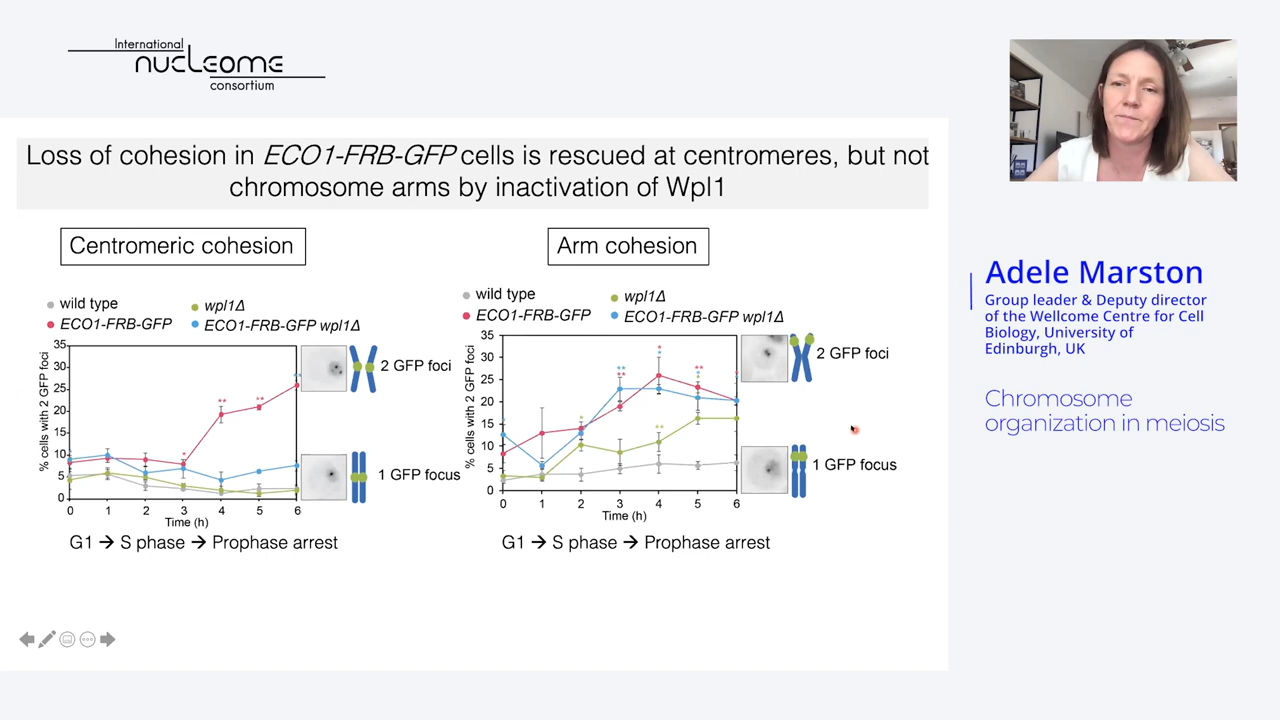 International
nucleome
consortium
Loss of cohesion in ECO1-FRB-GFP cells is rescued at centromeres, but not
chromosome arms by inactivation of Wpl1
Centromeric cohesion
wild type
wpl1Δ
ECO1-FRB-GFP
ECO1-FRB-GFP wpl1Δ
% cells with 2 GFP foci
35
30
25
20
15
10
5
0
0 1 2 3 4 5 6
Time (h)
2 GFP foci
1 GFP focus
G1 → S phase → Prophase arrest
Arm cohesion
wild type
wpl1Δ
ECO1-FRB-GFP
ECO1-FRB-GFP wpl1Δ
% cells with 2 GFP foci
35
30
25
20
15
10
5
0
0 1 2 3 4 5 6
Time (h)
2 GFP foci
1 GFP focus
G1 → S phase → Prophase arrest
Adele Marston
Group leader & Deputy director
of the Wellcome Centre for Cell
Biology, University of
Edinburgh, UK
Chromosome
organization in meiosis